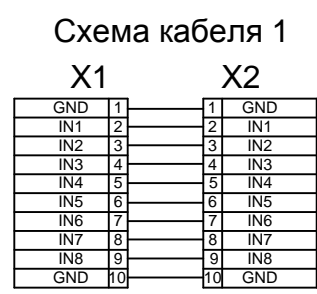 Схема кабеля 1
X1 X2
GND 1 1 GND
IN1 2 2 IN1
IN2 3 3 IN2
IN3 4 4 IN3
IN4 5 5 IN4
IN5 6 6 IN5
IN6 7 7 IN6
IN7 8 8 IN7
IN8 9 9 IN8
GND 10 10 GND